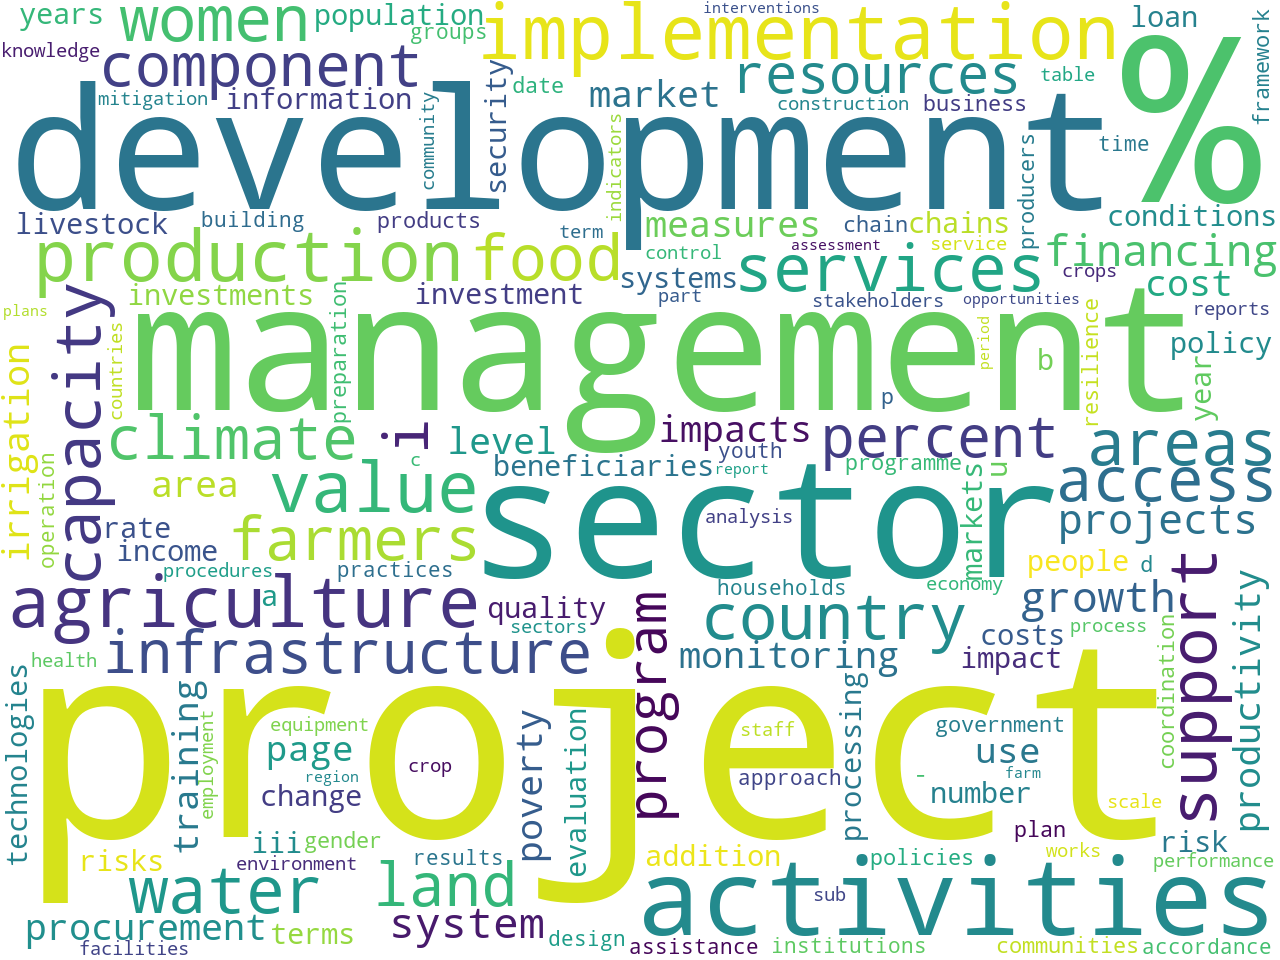 years women population groups interventions implementation loan % framework
knowledge component mitigation information community security date market resources construction table business
development time
livestock building products term indicators measures control chain chains assessment service producers conditions
production food systems services financing crops cost
plans investments investment part stakeholders opportunities reports
capacity countries preparation management period b resilience policy year
irrigation climate i level impacts p percent areas
operation area value c beneficiaries youth report programme markets u access
rate farmers sector analysis projects
income procedures practices households economy people d
agriculture a quality sectors program country growth costs process support productivity
health infrastructure monitoring impact coordination
technologies training employment project
equipment page region change crop poverty evaluation staff approach processing - government use farm number scale
iii gender plan works risk
risks environment results addition policies performance
water land system activities sub
procurement terms design
facilities assistance institutions communities accordance